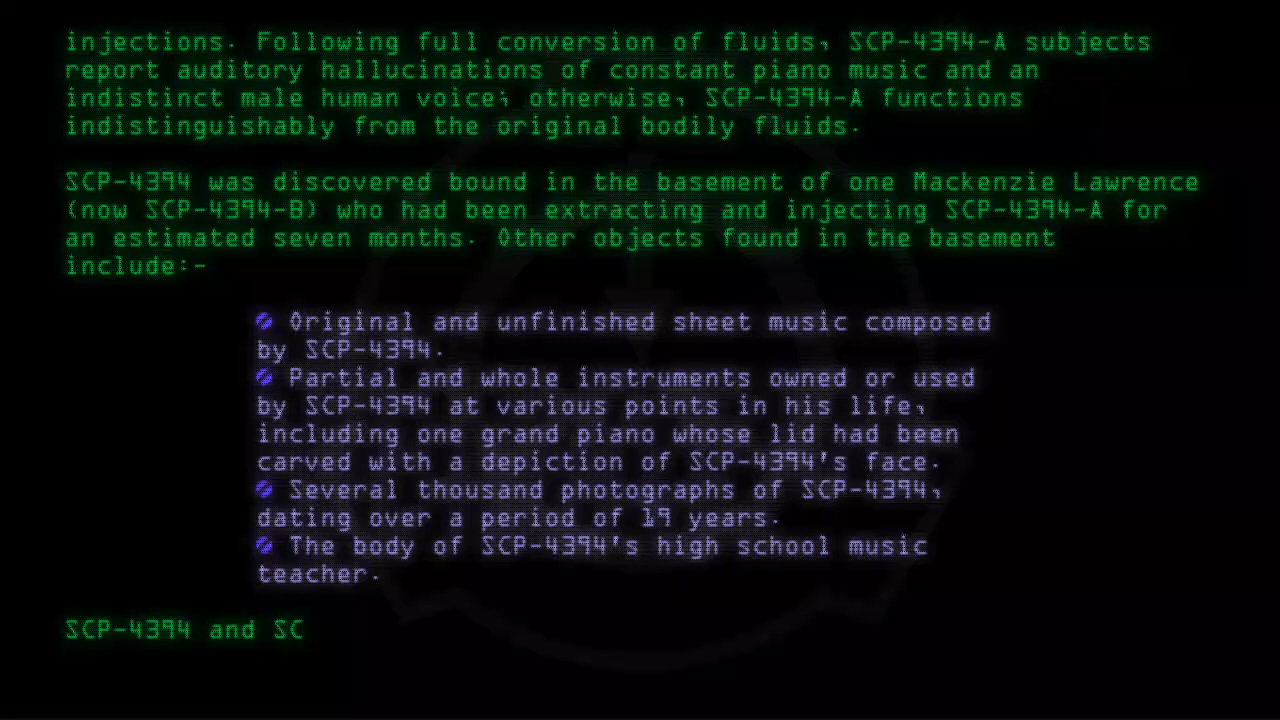 injections. Following full conversion of fluids, SCP-4394-A subjects
report auditory hallucinations of constant piano music and an
indistinct male human voice; otherwise, SCP-4394-A functions
indistinguishably from the original bodily fluids.
SCP-4394 was discovered bound in the basement of one Mackenzie Lawrence
(now SCP-4394-B) who had been extracting and injecting SCP-4394-A for
an estimated seven months. Other objects found in the basement
include:-
Original and unfinished sheet music composed
by SCP-4394.
Partial and whole instruments owned or used
by SCP-4394 at various points in his life,
including one grand piano whose lid had been
carved with a depiction of SCP-4394's face.
Several thousand photographs of SCP-4394,
dating over a period of 19 years.
The body of SCP-4394's high school music
teacher.
SCP-4394 and SC